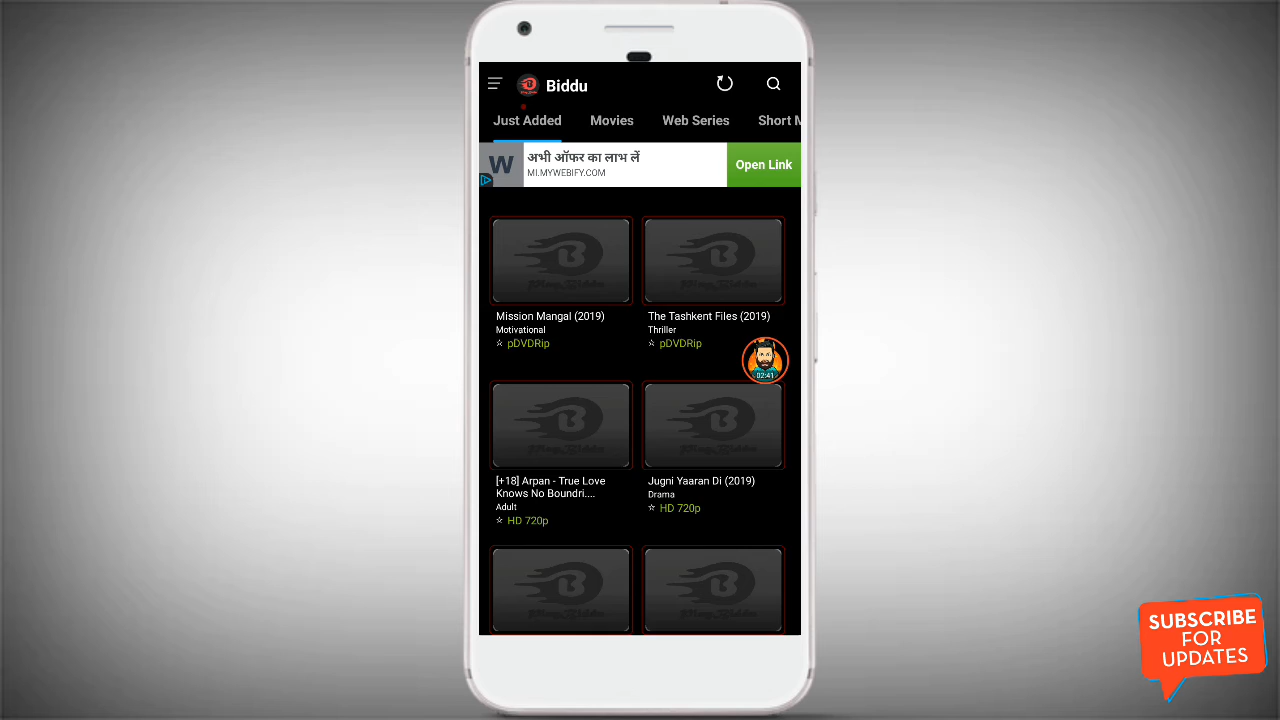 Biddu
Just Added Movies Web Series Short M
W
अभी ऑफर का लाभ लें
MI.MYWEBIFY.COM
Open Link
Mission Mangal (2019)
Motivational
☆ pDVDRip
The Tashkent Files (2019)
Thriller
☆ pDVDRip
02:41
[+18] Arpan - True Love
Knows No Boundri....
Adult
☆ HD 720p
Jugni Yaaran Di (2019)
Drama
☆ HD 720p
SUBSCRIBE
FOR
UPDATES